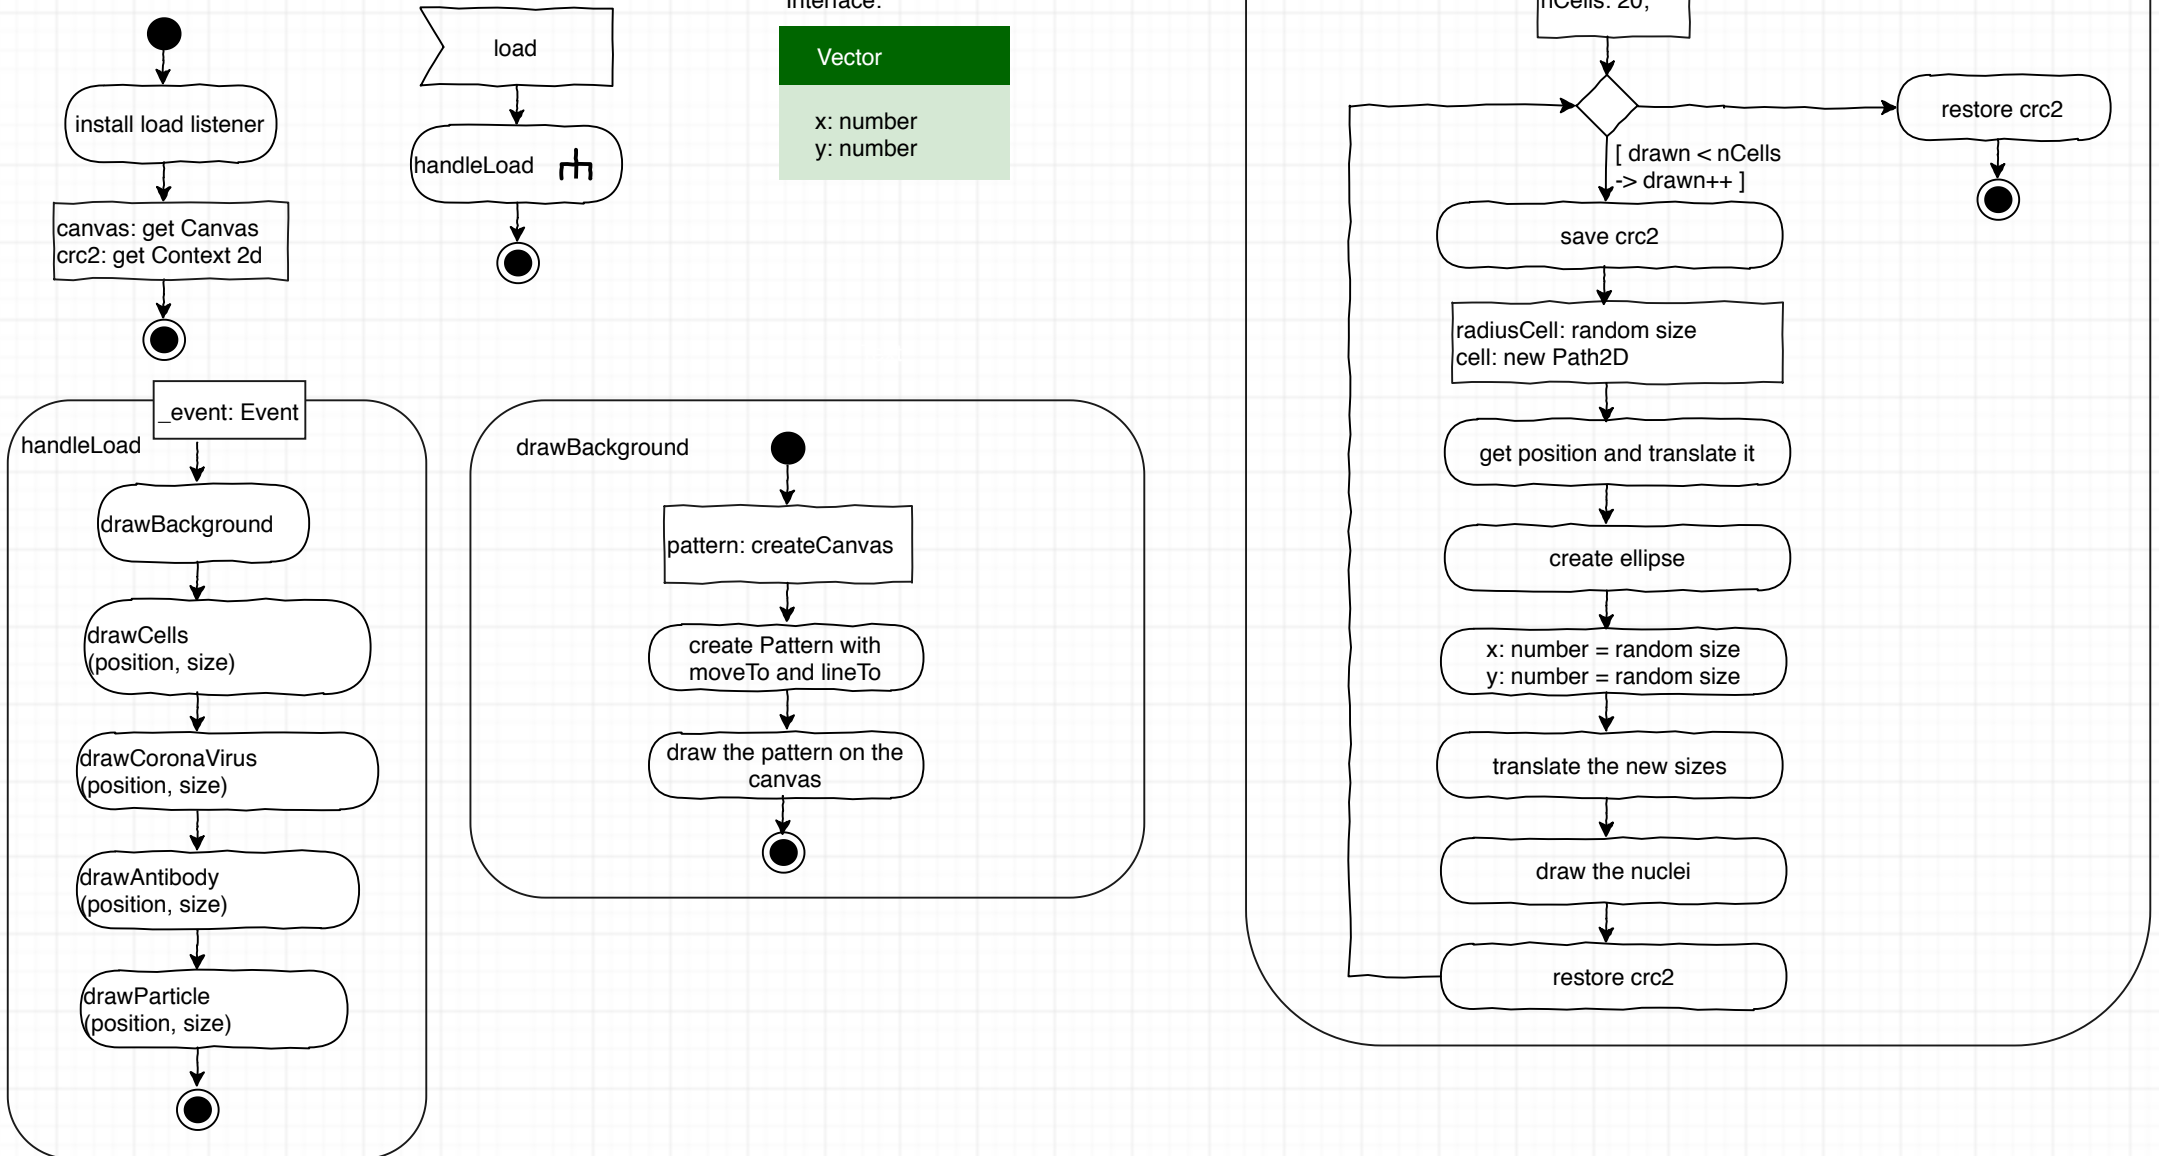 install load listener
canvas: get Canvas
crc2: get Context 2d
load
handleLoad
Interface:
Vector
x: number
y: number
_event: Event
handleLoad
drawBackground
drawCells
(position, size)
drawCoronaVirus
(position, size)
drawAntibody
(position, size)
drawParticle
(position, size)
drawBackground
pattern: createCanvas
create Pattern with
moveTo and lineTo
draw the pattern on the
canvas
nCells: 20;
restore crc2
[ drawn < nCells
-> drawn++ ]
save crc2
radiusCell: random size
cell: new Path2D
get position and translate it
create ellipse
x: number = random size
y: number = random size
translate the new sizes
draw the nuclei
restore crc2